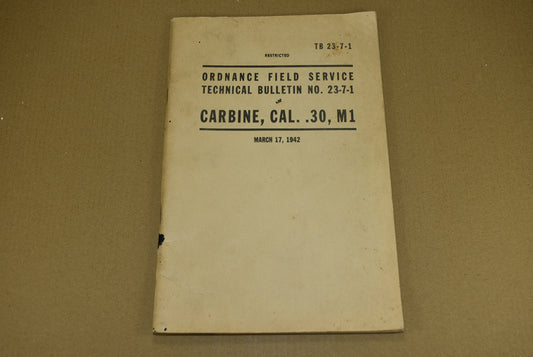 TB 23-7-1
RESTRICTED
ORDNANCE FIELD SERVICE
TECHNICAL BULLETIN NO. 23-7-1
CARBINE, CAL. .30, M1
MARCH 17, 1942